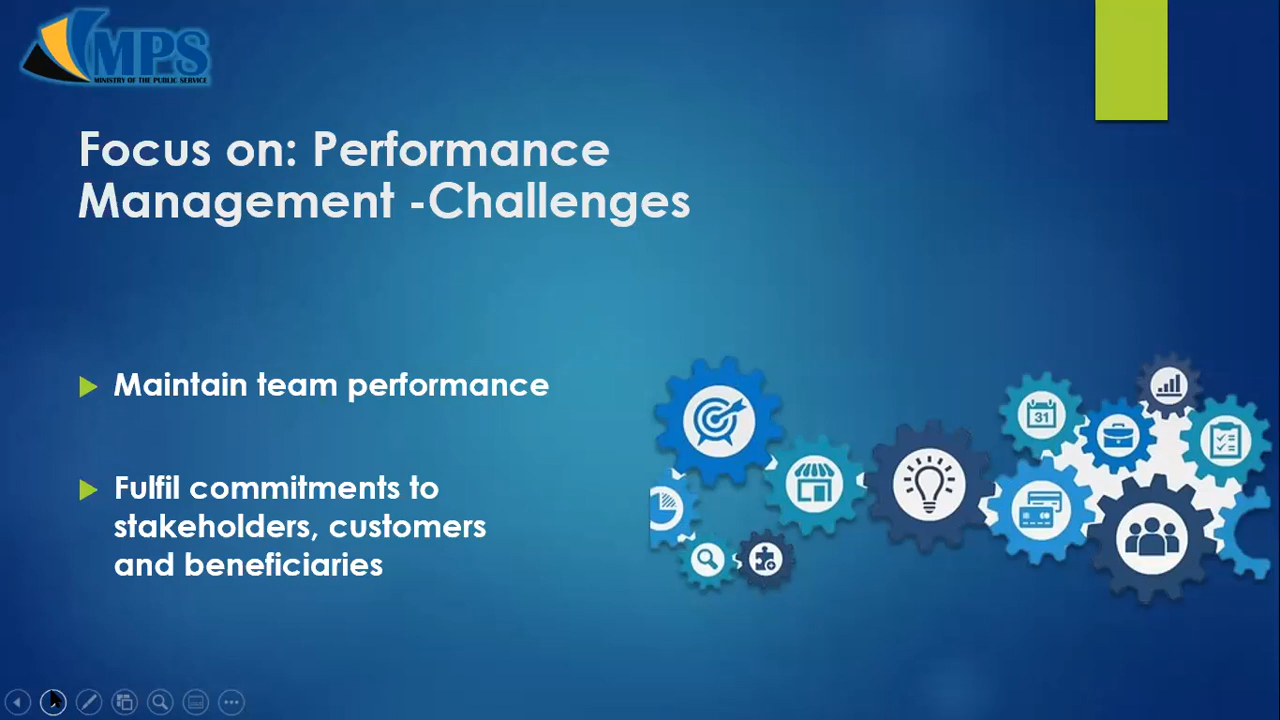 MPS
MINISTRY OF THE PUBLIC SERVICE
Focus on: Performance
Management -Challenges
Maintain team performance
Fulfil commitments to
stakeholders, customers
and beneficiaries
31